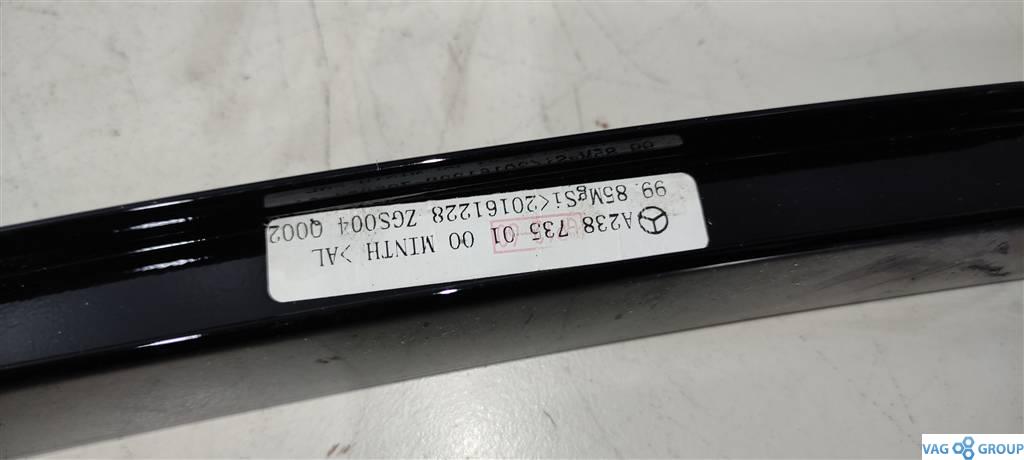 A238 735 01 00 MINTH >AL
99.85MgSi<20161228 ZGS004 Q002
VAG GROUP